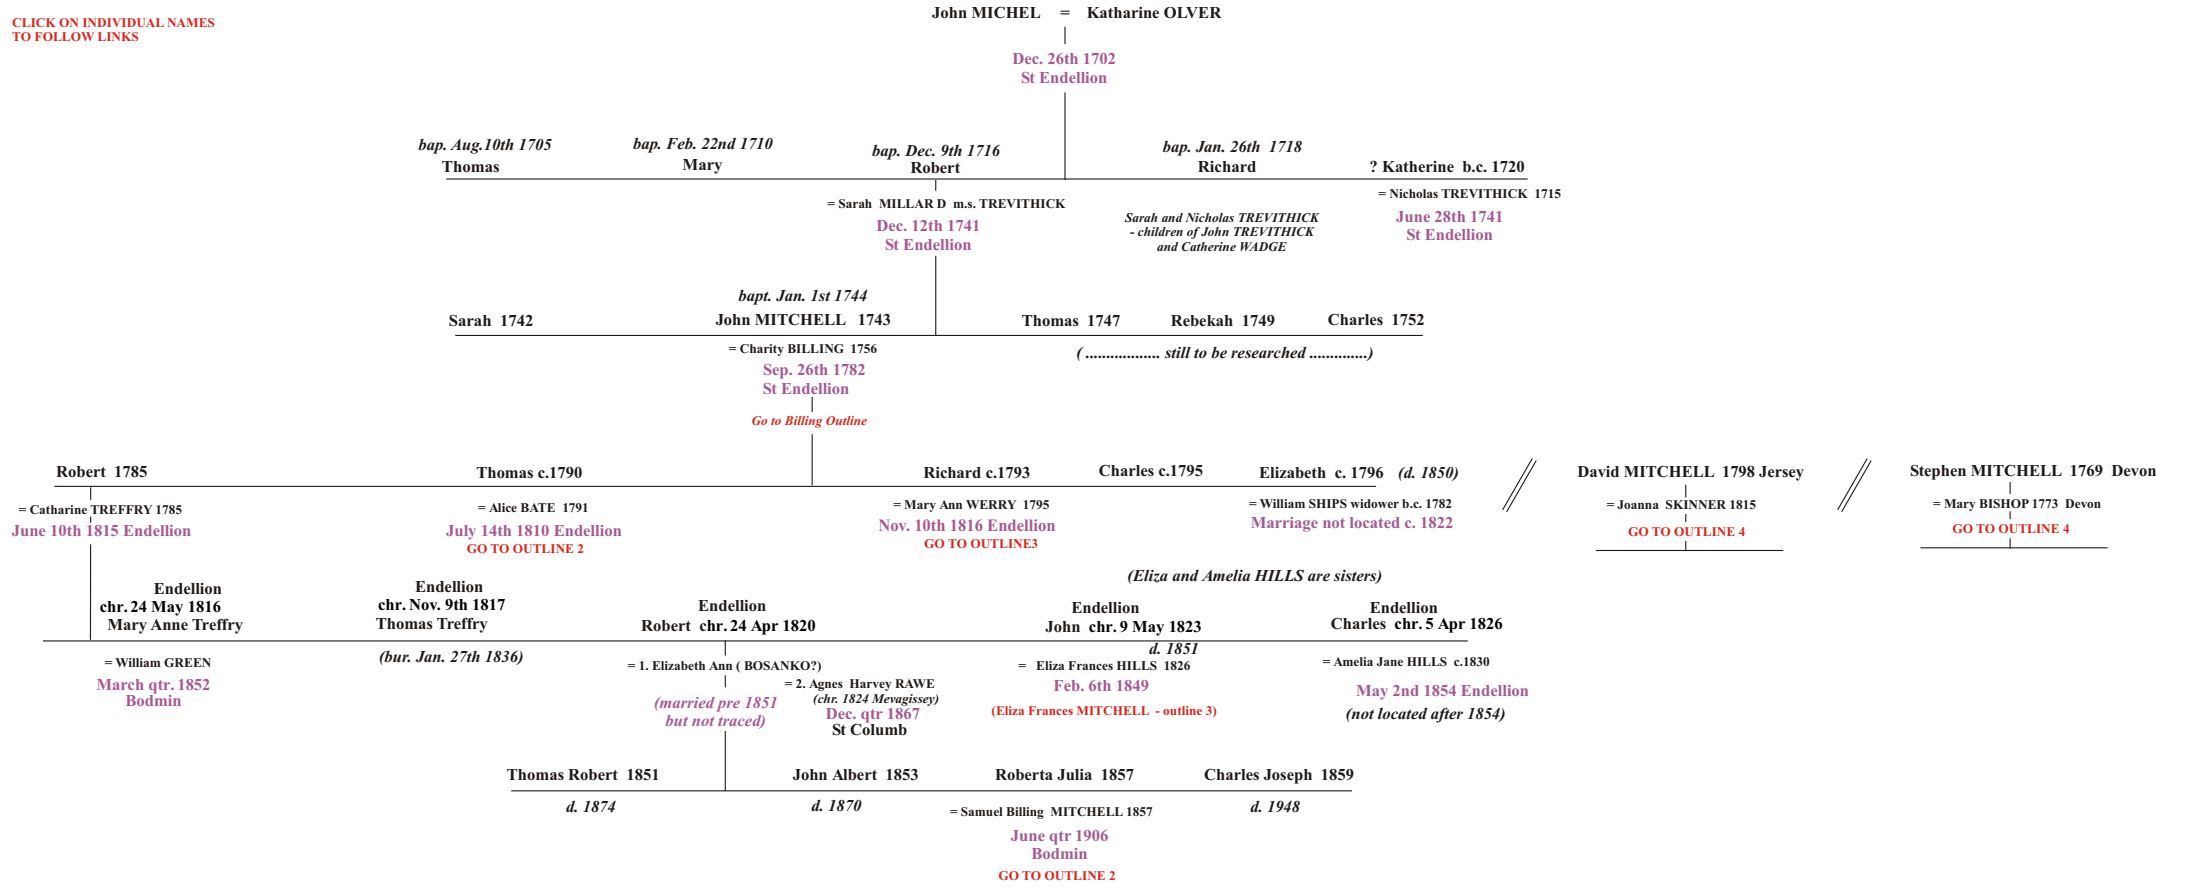 CLICK ON INDIVIDUAL NAMES
TO FOLLOW LINKS
John MICHEL = Katharine OLVER
Dec. 26th 1702
St Endellion
bap. Aug.10th 1705
Thomas
bap. Feb. 22nd 1710
Mary
bap. Dec. 9th 1716
Robert
bap. Jan. 26th 1718
Richard
? Katherine b.c. 1720
= Sarah MILLAR D m.s. TREVITHICK
Dec. 12th 1741
St Endellion
Sarah and Nicholas TREVITHICK
- children of John TREVITHICK
and Catherine WADGE
= Nicholas TREVITHICK 1715
June 28th 1741
St Endellion
Sarah 1742
bapt. Jan. 1st 1744
John MITCHELL 1743
Thomas 1747
Rebekah 1749
Charles 1752
= Charity BILLING 1756
Sep. 26th 1782
St Endellion
( .................. still to be researched ..............)
Go to Billing Outline
Robert 1785
Thomas c.1790
Richard c.1793
Charles c.1795
Elizabeth c. 1796 (d. 1850)
David MITCHELL 1798 Jersey
Stephen MITCHELL 1769 Devon
= Catharine TREFFRY 1785
June 10th 1815 Endellion
= Alice BATE 1791
July 14th 1810 Endellion
GO TO OUTLINE 2
= Mary Ann WERRY 1795
Nov. 10th 1816 Endellion
GO TO OUTLINE3
= William SHIPS widower b.c. 1782
Marriage not located c. 1822
= Joanna SKINNER 1815
GO TO OUTLINE 4
= Mary BISHOP 1773 Devon
GO TO OUTLINE 4
(Eliza and Amelia HILLS are sisters)
Endellion
chr. 24 May 1816
Mary Anne Treffry
Endellion
chr. Nov. 9th 1817
Thomas Treffry
Endellion
Robert chr. 24 Apr 1820
Endellion
John chr. 9 May 1823
Endellion
Charles chr. 5 Apr 1826
= William GREEN
March qtr. 1852
Bodmin
(bur. Jan. 27th 1836)
= 1. Elizabeth Ann ( BOSANKO?)
(married pre 1851
but not traced)
= 2. Agnes Harvey RAWE
(chr. 1824 Mevagissey)
Dec. qtr 1867
St Columb
d. 1851
= Eliza Frances HILLS 1826
Feb. 6th 1849
(Eliza Frances MITCHELL - outline 3)
= Amelia Jane HILLS c.1830
May 2nd 1854 Endellion
(not located after 1854)
Thomas Robert 1851
John Albert 1853
Roberta Julia 1857
Charles Joseph 1859
d. 1874
d. 1870
= Samuel Billing MITCHELL 1857
June qtr 1906
Bodmin
GO TO OUTLINE 2
d. 1948